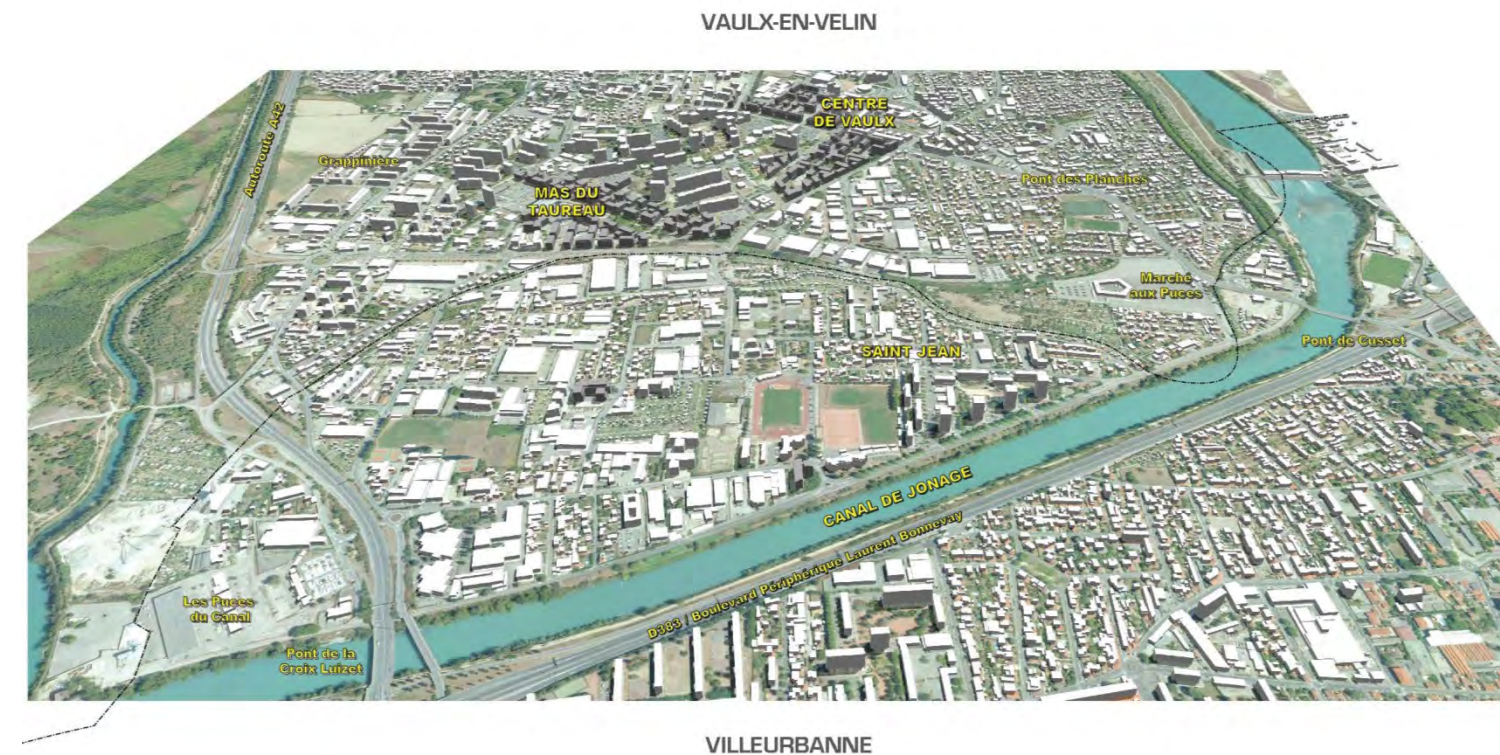 VAULX-EN-VELIN
Autoroute A42
CENTRE
DE VAULX
Grappinière
Pont des Planches
MAS DU
TAUREAU
Marché
aux Puces
SAINT JEAN
Pont de Cusset
CANAL DE JONAGE
D383 / Boulevard Périphérique Laurent Bonnevay
Les Puces
du Canal
Pont de la
Croix Luizet
VILLEURBANNE